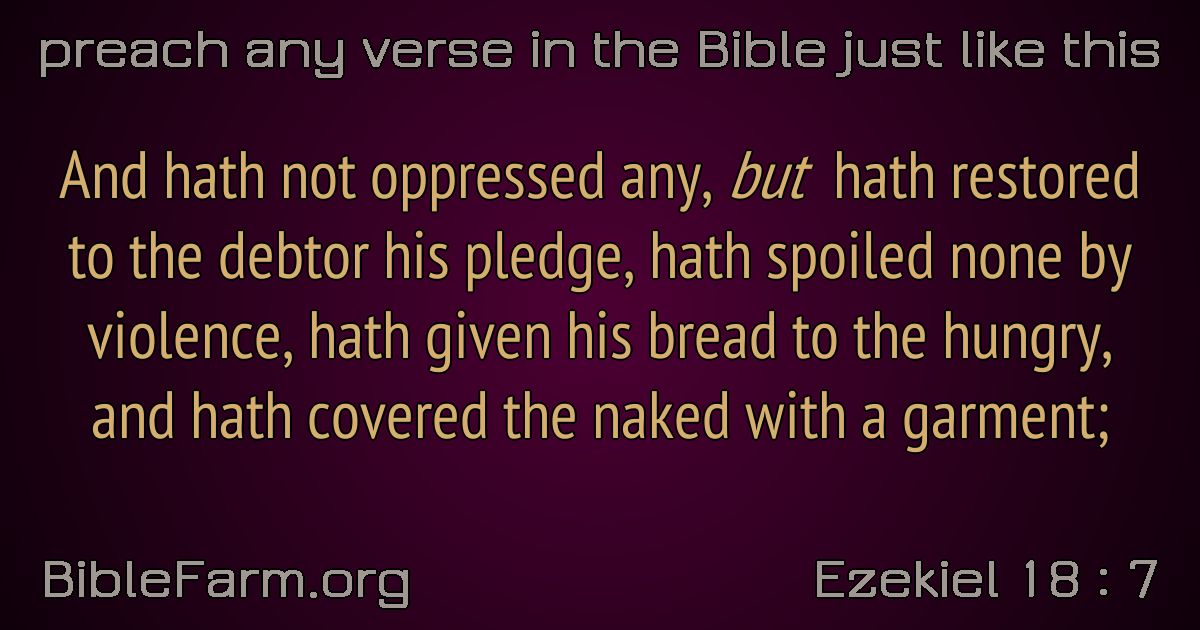 preach any verse in the Bible just like this
And hath not oppressed any, but hath restored
to the debtor his pledge, hath spoiled none by
violence, hath given his bread to the hungry,
and hath covered the naked with a garment;
BibleFarm.org
Ezekiel 18 : 7